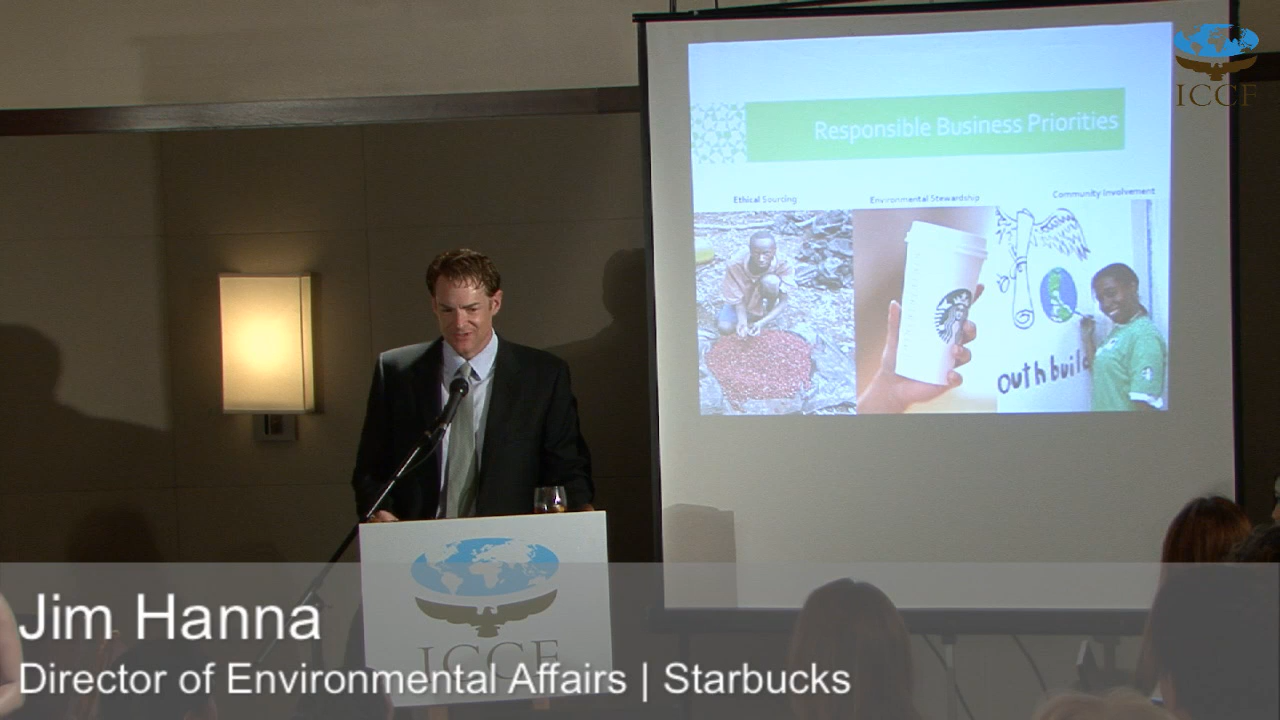 ICCF
Responsible Business Priorities
Ethical Sourcing
Environmental Stewardship
Community Involvement
outh build
ICCF
Jim Hanna
Director of Environmental Affairs | Starbucks